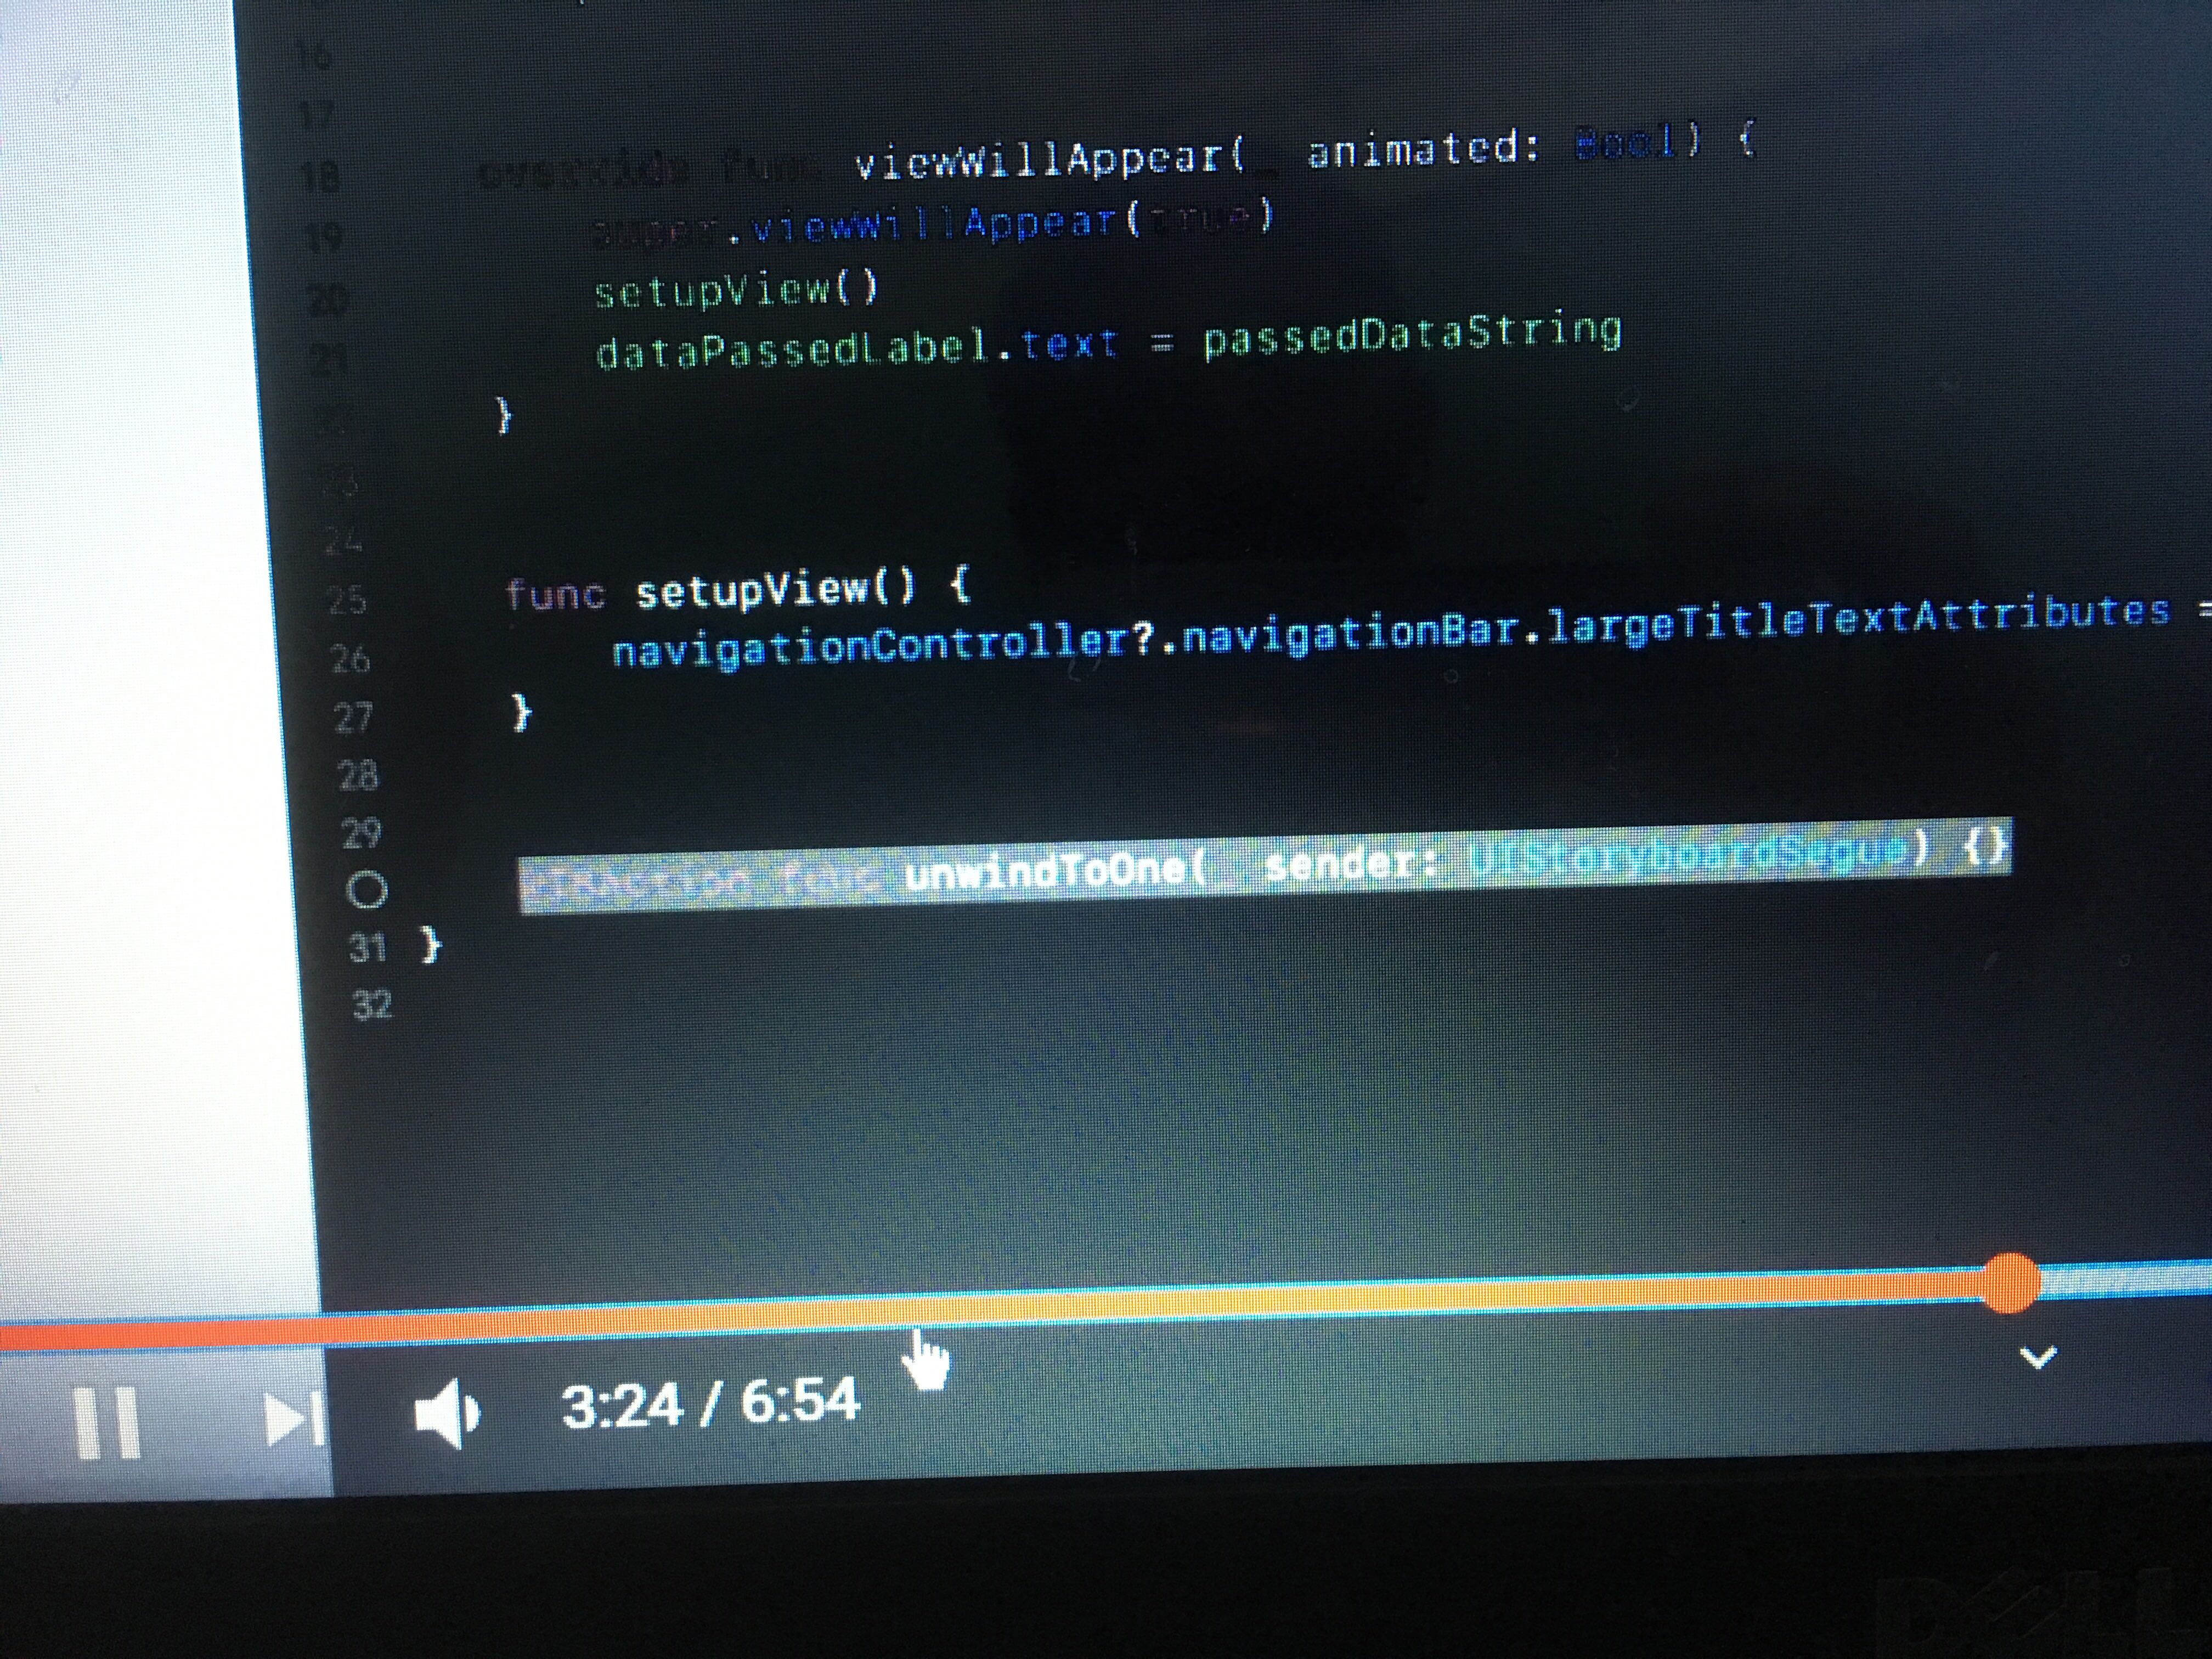 16
17
18 override func viewWillAppear(_ animated: Bool) {
19 super.viewWillAppear(true)
20 setupView()
21 dataPassedLabel.text = passedDataString
22 }
23
24
25 func setupView() {
26 navigationController?.navigationBar.largeTitleTextAttributes =
27 }
28
29
@IBAction func unwindToOne(_ sender: UIStoryboardSegue) {}
31 }
32
3:24 / 6:54
DELL